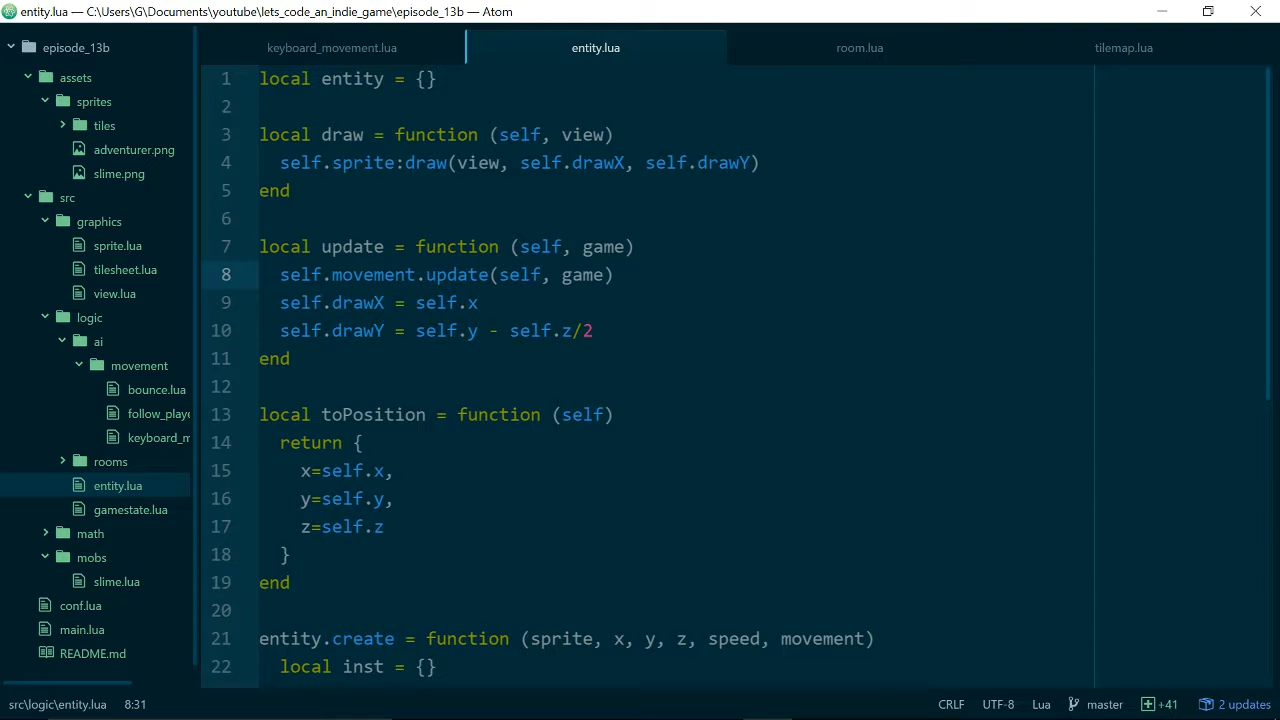 entity.lua — C:\Users\G\Documents\youtube\lets_code_an_indie_game\episode_13b — Atom
episode_13b
assets
sprites
tiles
adventurer.png
slime.png
src
graphics
sprite.lua
tilesheet.lua
view.lua
logic
ai
movement
bounce.lua
follow_playe
keyboard_m
rooms
entity.lua
gamestate.lua
math
mobs
slime.lua
conf.lua
main.lua
README.md
keyboard_movement.lua
entity.lua
room.lua
tilemap.lua
1 local entity = {}
2
3 local draw = function (self, view)
4 self.sprite:draw(view, self.drawX, self.drawY)
5 end
6
7 local update = function (self, game)
8 self.movement.update(self, game)
9 self.drawX = self.x
10 self.drawY = self.y - self.z/2
11 end
12
13 local toPosition = function (self)
14 return {
15 x=self.x,
16 y=self.y,
17 z=self.z
18 }
19 end
20
21 entity.create = function (sprite, x, y, z, speed, movement)
22 local inst = {}
src\logic\entity.lua 8:31
CRLF UTF-8 Lua master +41 2 updates